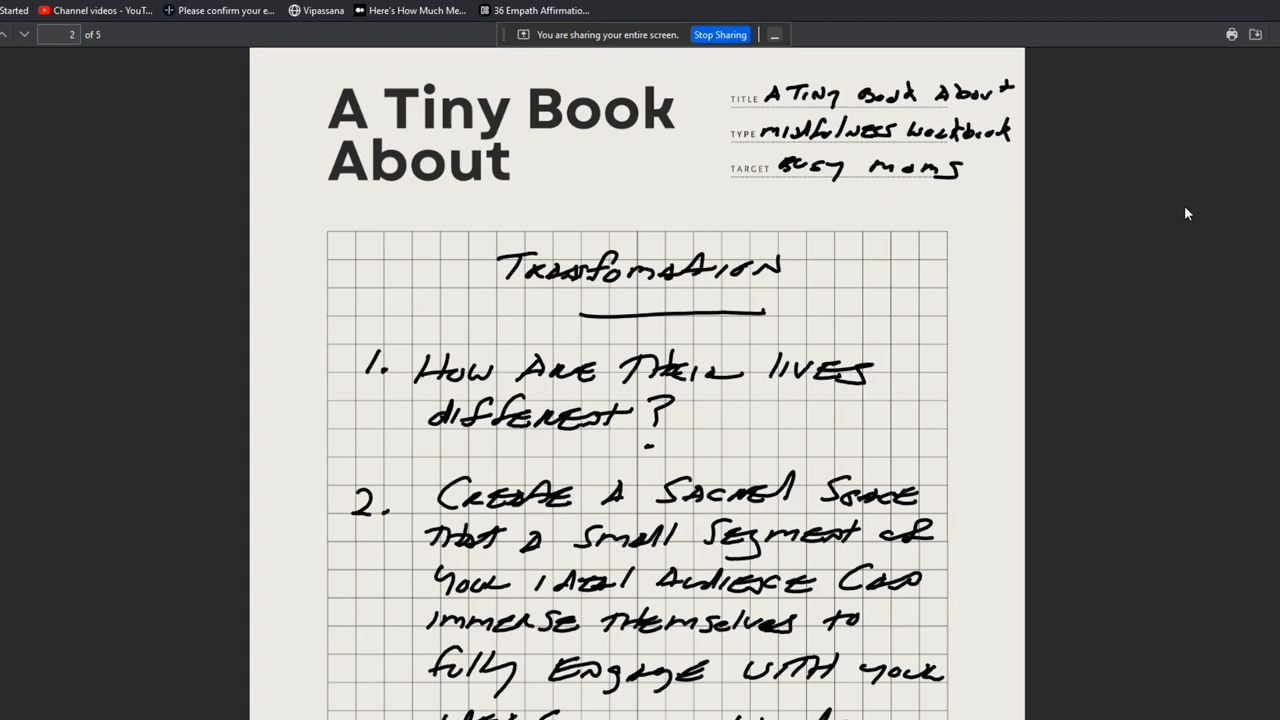 Started
Channel videos - YouT...
Please confirm your e...
Vipassana
Here's How Much Me...
36 Empath Affirmatio...
2 of 5
You are sharing your entire screen.
Stop Sharing
A Tiny Book
About
TITLE A Tiny Book About
TYPE midfulness workbook
TARGET Busy moms
Transfomation
1. How are their lives
different?
2. Create a sacred space
that a small segment of
your ideal audience can
immerse themselves to
fully engage with your